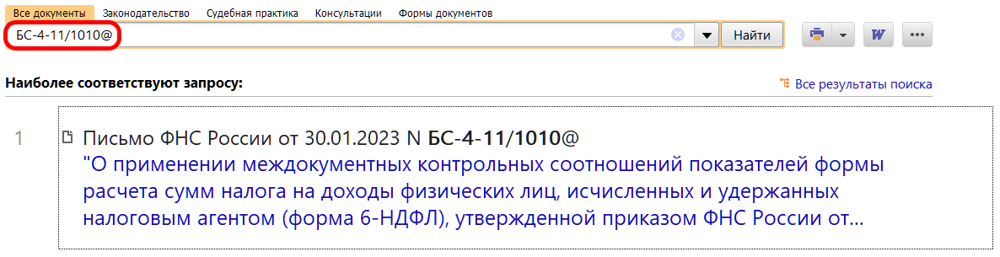 Все документы Законодательство Судебная практика Консультации Формы документов
БС-4-11/1010@ Найти W
Наиболее соответствуют запросу: Все результаты поиска
1 Письмо ФНС России от 30.01.2023 N БС-4-11/1010@
"О применении междокументных контрольных соотношений показателей формы
расчета сумм налога на доходы физических лиц, исчисленных и удержанных
налоговым агентом (форма 6-НДФЛ), утвержденной приказом ФНС России от...